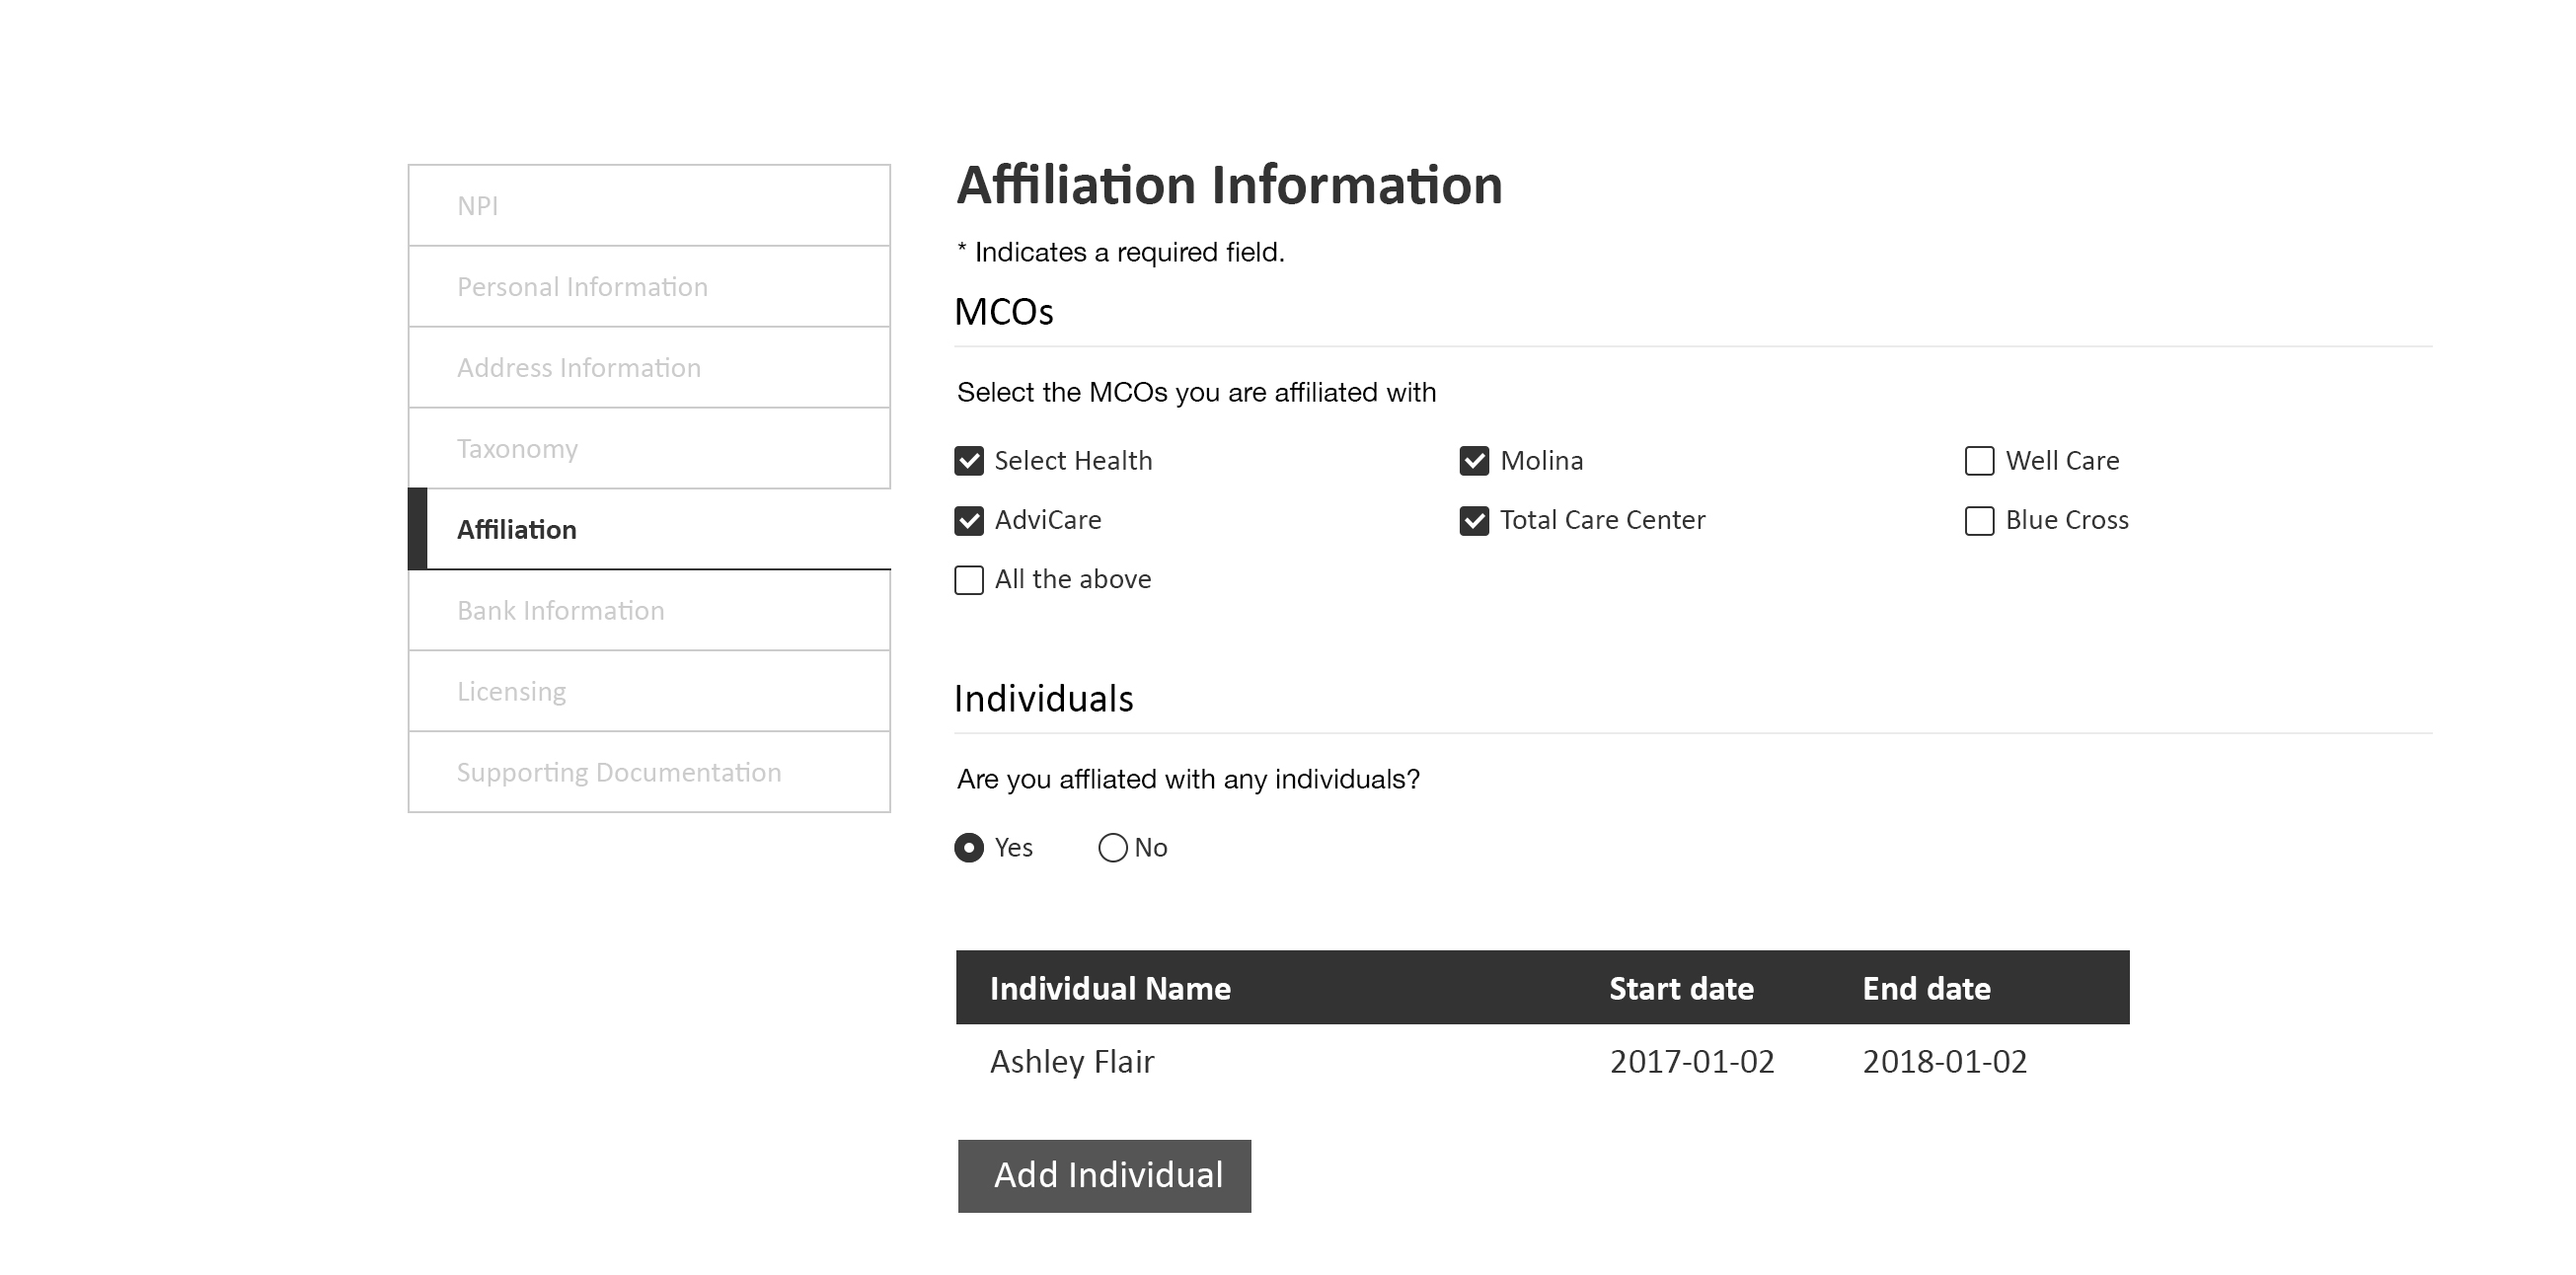 NPI
Personal Information
Address Information
Taxonomy
Affiliation
Bank Information
Licensing
Supporting Documentation
Affiliation Information
* Indicates a required field.
MCOs
Select the MCOs you are affiliated with
Select Health Molina Well Care
AdviCare Total Care Center Blue Cross
All the above
Individuals
Are you affliated with any individuals?
Yes No
Individual Name Start date End date
Ashley Flair 2017-01-02 2018-01-02
Add Individual